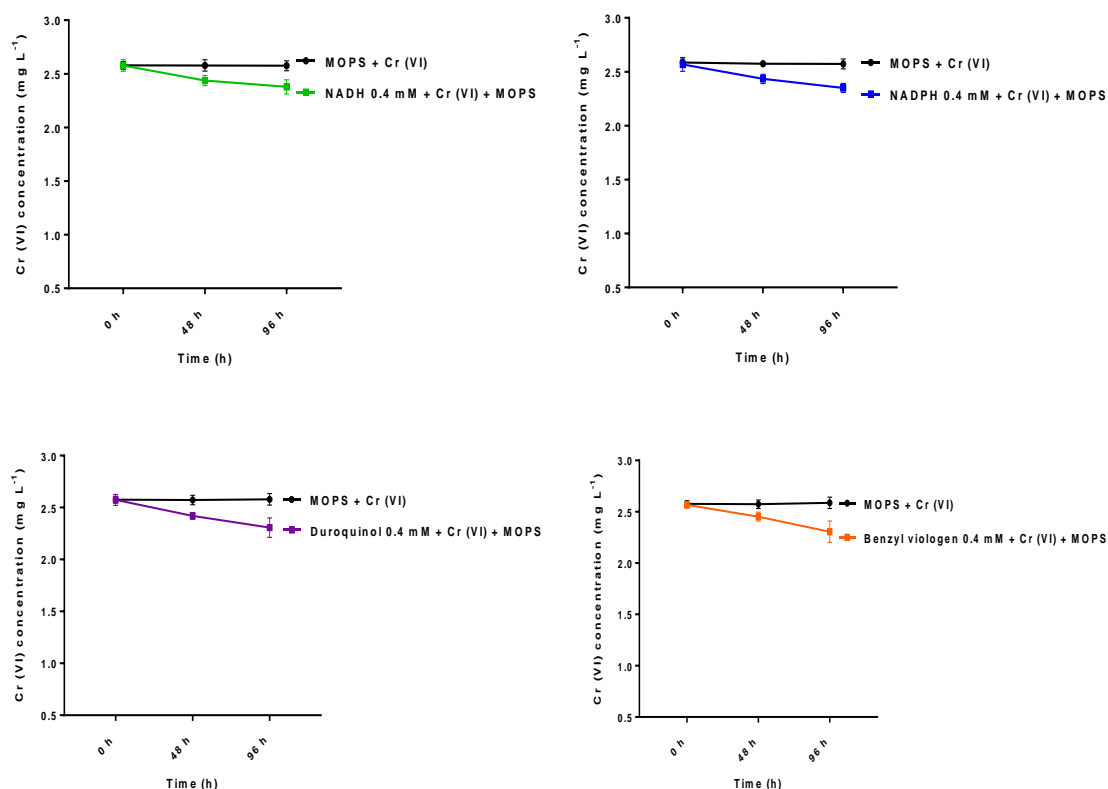 Cr (VI) concentration (mg L-1)
3.0
2.5
2.0
1.5
1.0
0.5
0 h
48 h
96 h
Time (h)
MOPS + Cr (VI)
NADH 0.4 mM + Cr (VI) + MOPS
Cr (VI) concentration (mg L-1)
3.0
2.5
2.0
1.5
1.0
0.5
0 h
48 h
96 h
Time (h)
MOPS + Cr (VI)
NADPH 0.4 mM + Cr (VI) + MOPS
Cr (VI) concentration (mg L-1)
3.0
2.5
2.0
1.5
1.0
0.5
0 h
48 h
96 h
Time (h)
MOPS + Cr (VI)
Duroquinol 0.4 mM + Cr (VI) + MOPS
Cr (VI) concentration (mg L-1)
3.0
2.5
2.0
1.5
1.0
0.5
0 h
48 h
96 h
Time (h)
MOPS + Cr (VI)
Benzyl viologen 0.4 mM + Cr (VI) + MOPS